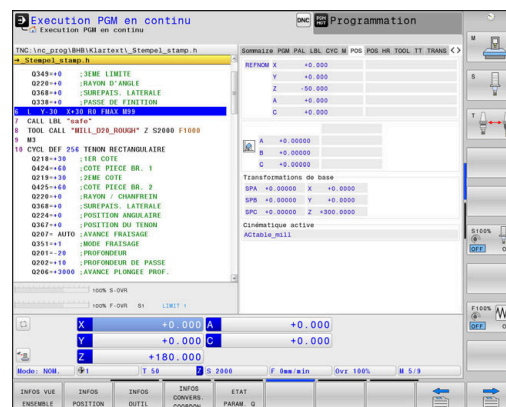 Execution PGM en continu
Execution PGM en continu
DNC
Programmation
TNC:\nc_prog\BHB\Klartext\_Stempel_stamp.h
→_Stempel_stamp.h
Q349=+0 ;3EME LIMITE
Q220=+0 ;RAYON D'ANGLE
Q368=+0 ;SUREPAIS. LATERALE
Q338=+0 ;PASSE DE FINITION
6 L Y-30 X+30 R0 FMAX M99
7 CALL LBL "safe"
8 TOOL CALL "MILL_D20_ROUGH" Z S2000 F1000
9 M3
10 CYCL DEF 256 TENON RECTANGULAIRE
Q218=+30 ;1ER COTE
Q424=+60 ;COTE PIECE BR. 1
Q219=+30 ;2EME COTE
Q425=+60 ;COTE PIECE BR. 2
Q220=+0 ;RAYON / CHANFREIN
Q368=+0 ;SUREPAIS. LATERALE
Q224=+0 ;POSITION ANGULAIRE
Q367=+0 ;POSITION DU TENON
Q207= AUTO ;AVANCE FRAISAGE
Q351=+1 ;MODE FRAISAGE
Q201=-20 ;PROFONDEUR
Q202=+10 ;PROFONDEUR DE PASSE
Q206=+3000 ;AVANCE PLONGEE PROF.
100% S-OVR
100% F-OVR S1 LIMIT 1
Sommaire PGM PAL LBL CYC M POS POS HR TOOL TT TRANS
REFNOM X +0.000
Y +0.000
Z -50.000
A +0.000
C +0.000
A +0.00000
B +0.00000
C +0.00000
Transformations de base
SPA +0.00000 X +0.0000
SPB +0.00000 Y +0.0000
SPC +0.00000 Z +300.0000
Cinématique active
ACtable_mill
X +0.000 A +0.000
Y +0.000 C +0.000
Z +180.000
Mode: NOM. 1 T 50 Z S 2000 F 0mm/min Ovr 100% M 5/9
INFOS VUE ENSEMBLE
INFOS POSITION
INFOS OUTIL
INFOS CONVERS. COORDON.
ETAT PARAM. Q
M
S
T
S100%
OFF
F100%
OFF